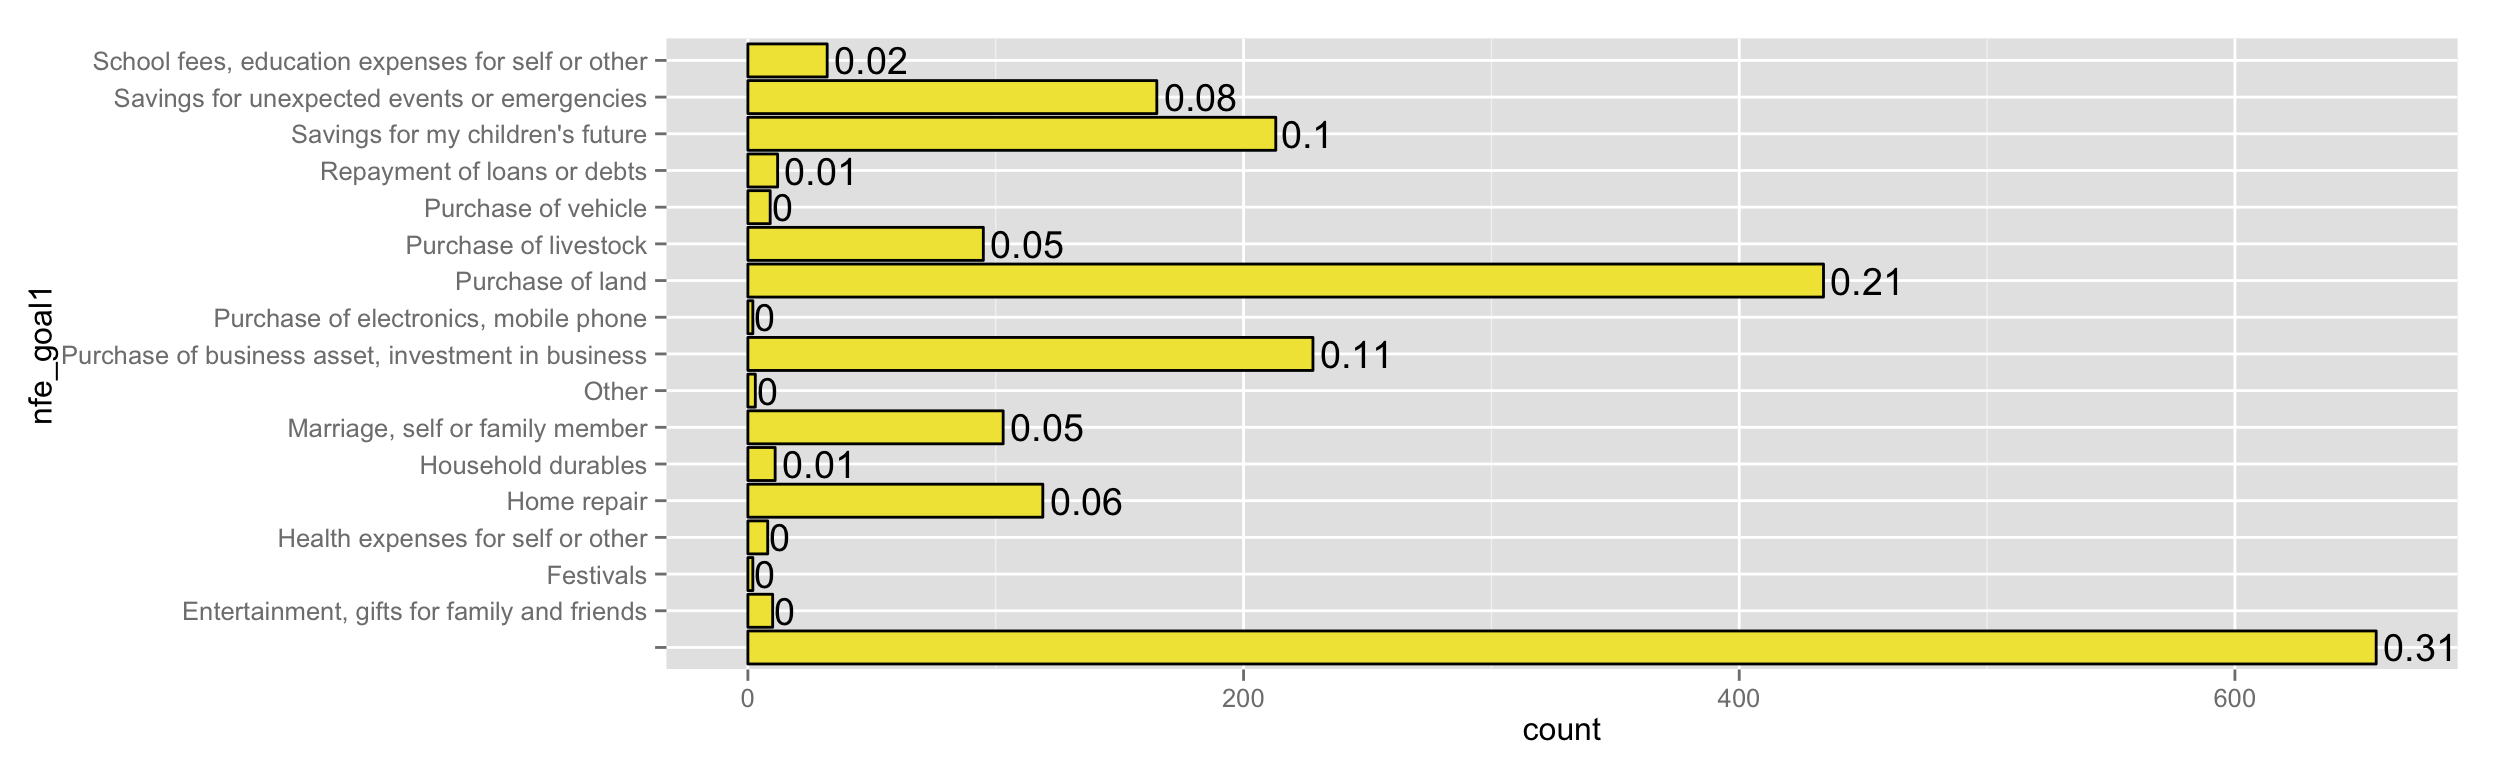 School fees, education expenses for self or other 0.02
Savings for unexpected events or emergencies 0.08
Savings for my children's future 0.1
Repayment of loans or debts 0.01
Purchase of vehicle 0
Purchase of livestock 0.05
Purchase of land 0.21
Purchase of electronics, mobile phone 0
Purchase of business asset, investment in business 0.11
Other 0
Marriage, self or family member 0.05
Household durables 0.01
Home repair 0.06
Health expenses for self or other 0
Festivals 0
Entertainment, gifts for family and friends 0
0.31
nfe_goal1
0 200 400 600
count